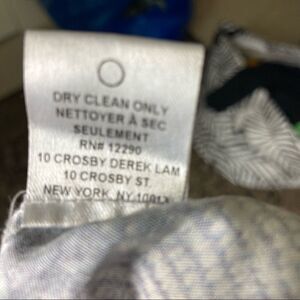 DRY CLEAN ONLY
NETTOYER À SEC
SEULEMENT
RN# 12290
10 CROSBY DEREK LAM
10 CROSBY ST.
NEW YORK, NY